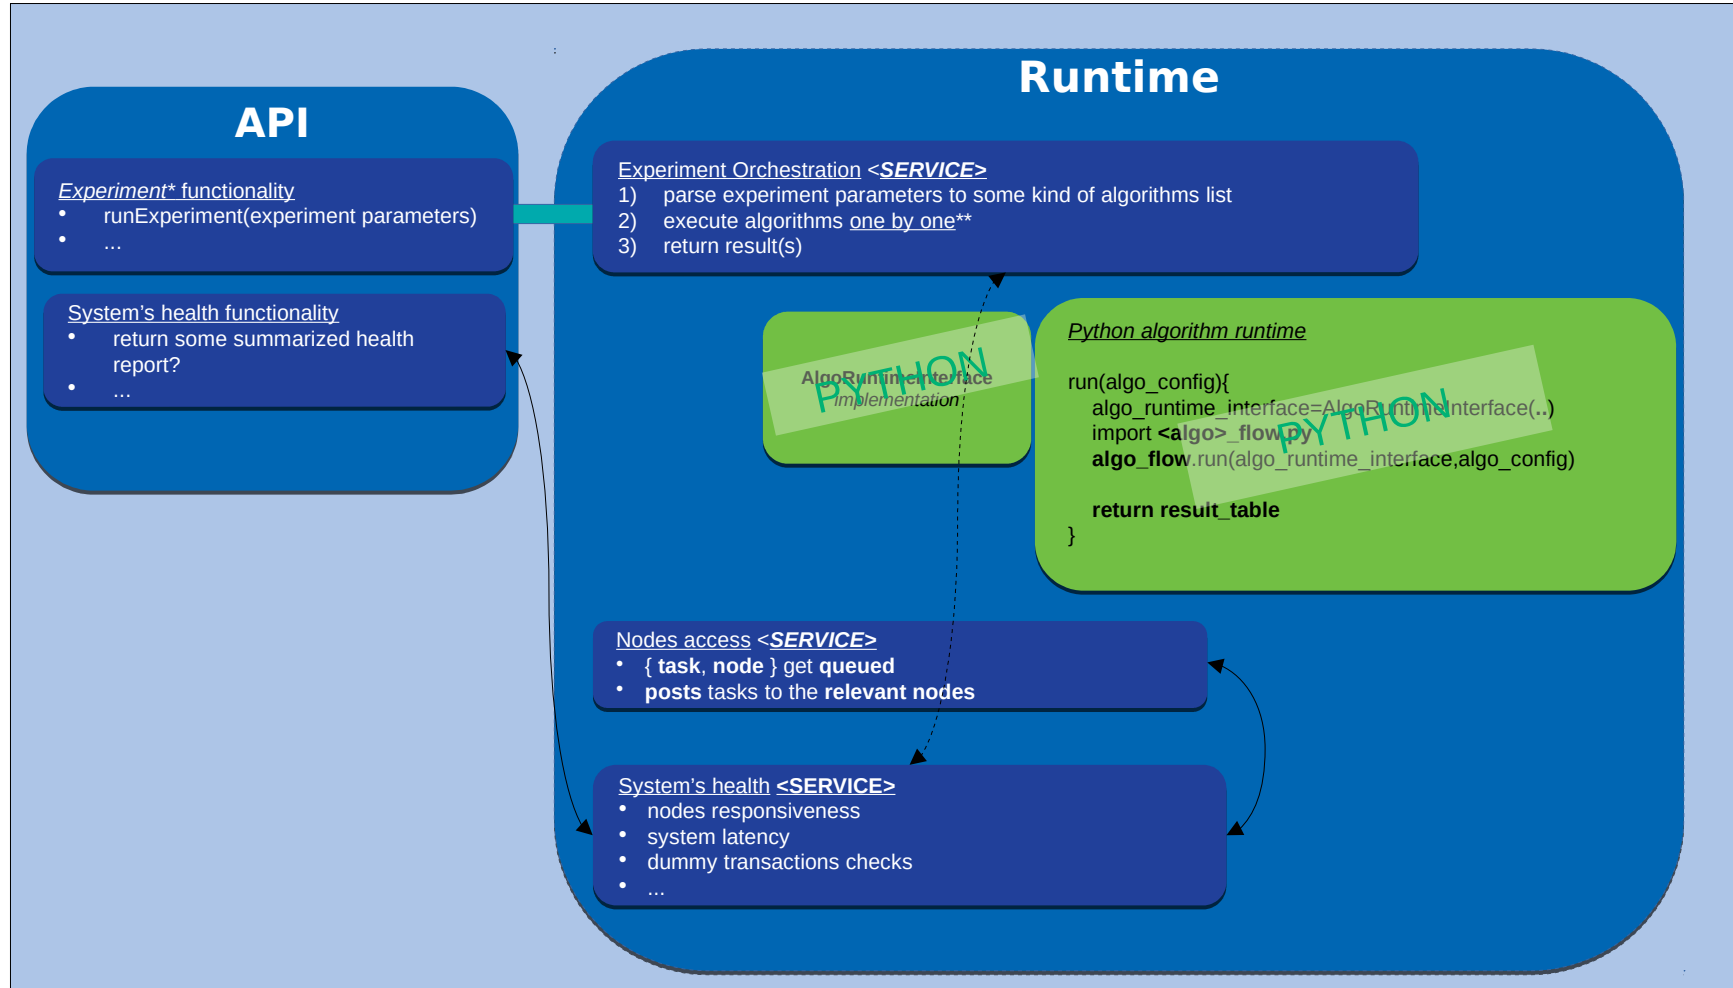 Runtime
API
Experiment* functionality
• runExperiment(experiment parameters)
• ...
System’s health functionality
• return some summarized health
report?
• ...
Experiment Orchestration <SERVICE>
1) parse experiment parameters to some kind of algorithms list
2) execute algorithms one by one**
3) return result(s)
AlgoRuntimeInterface
implementation
PYTHON
Python algorithm runtime
run(algo_config){
algo_runtime_interface=AlgoRuntimeInterface(..)
import <algo>_flow.py
algo_flow.run(algo_runtime_interface,algo_config)
return result_table
}
PYTHON
Nodes access <SERVICE>
• { task, node } get queued
• posts tasks to the relevant nodes
System’s health <SERVICE>
• nodes responsiveness
• system latency
• dummy transactions checks
• ...